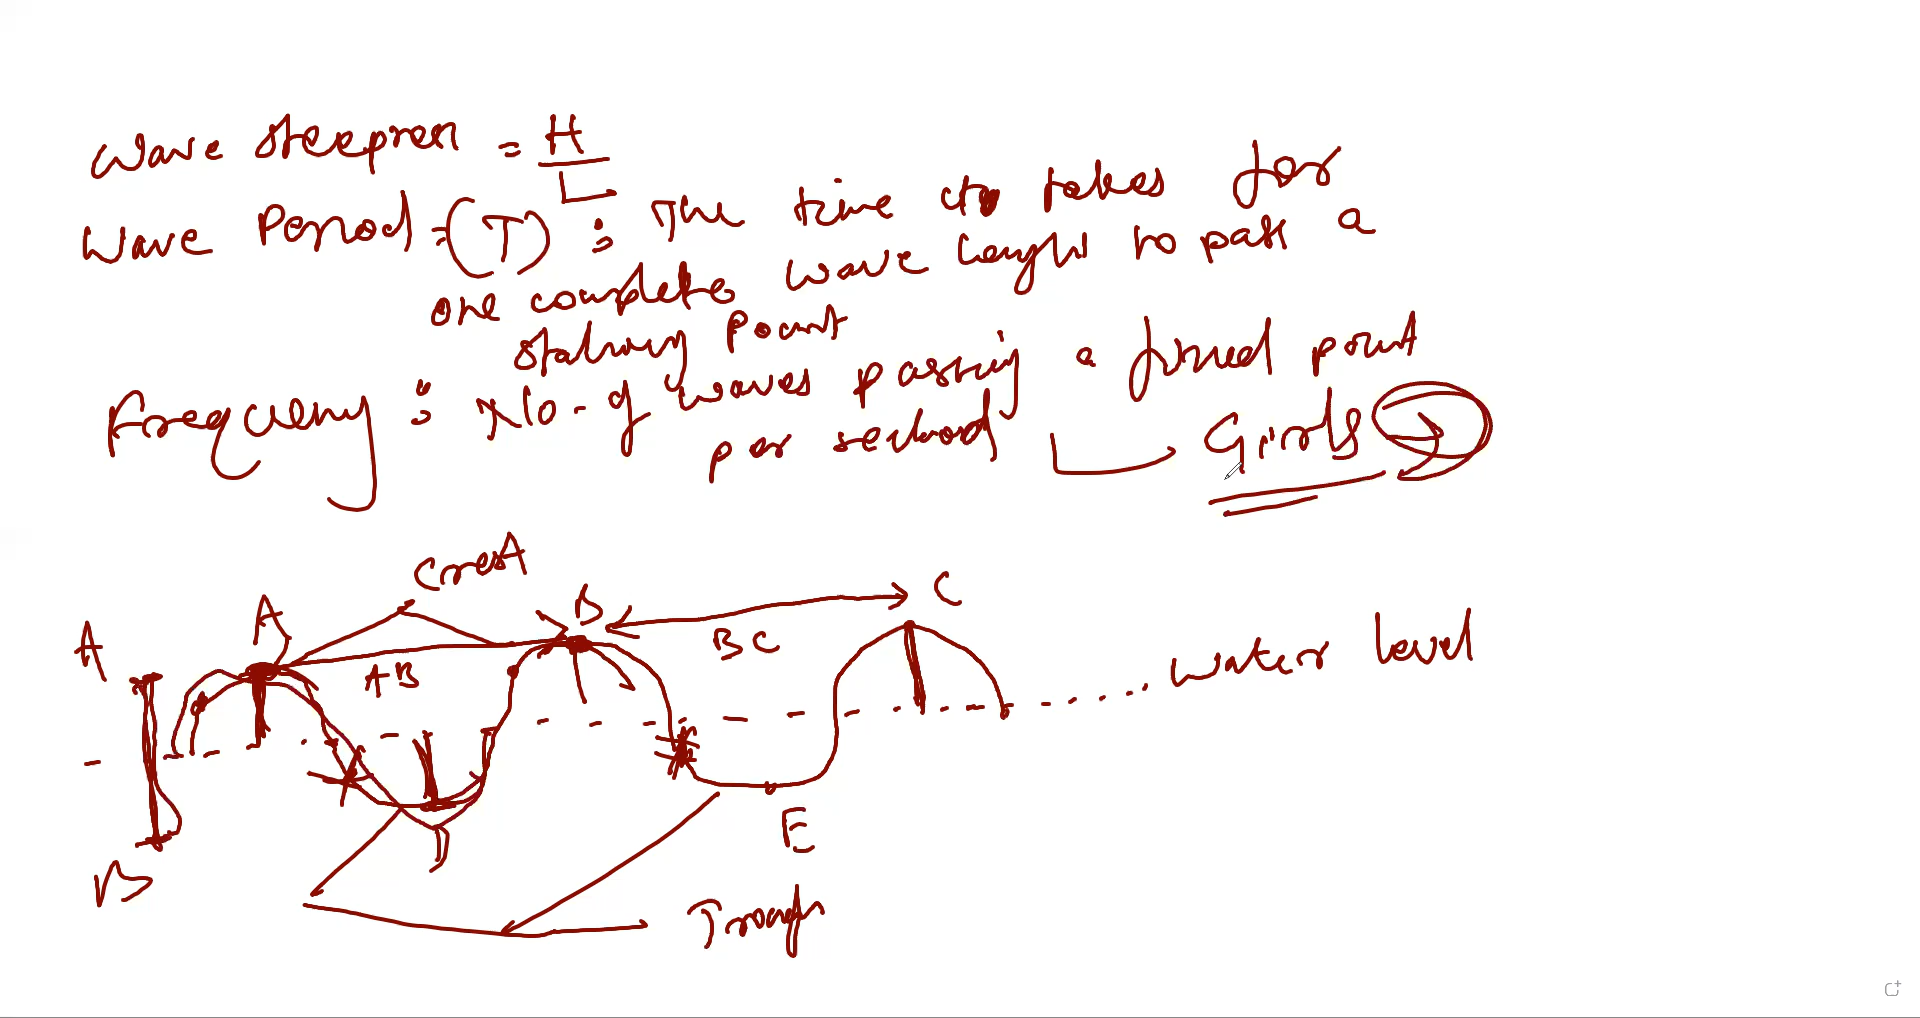 Wave Steepness = H/L
Wave Period = (T) : The time it takes for
one complete wave length to pass a
stationary point
Frequency : No. of waves passing a fixed point
per second
Crest
A
A
B
C
AB
BC
Water level
E
B
Trough